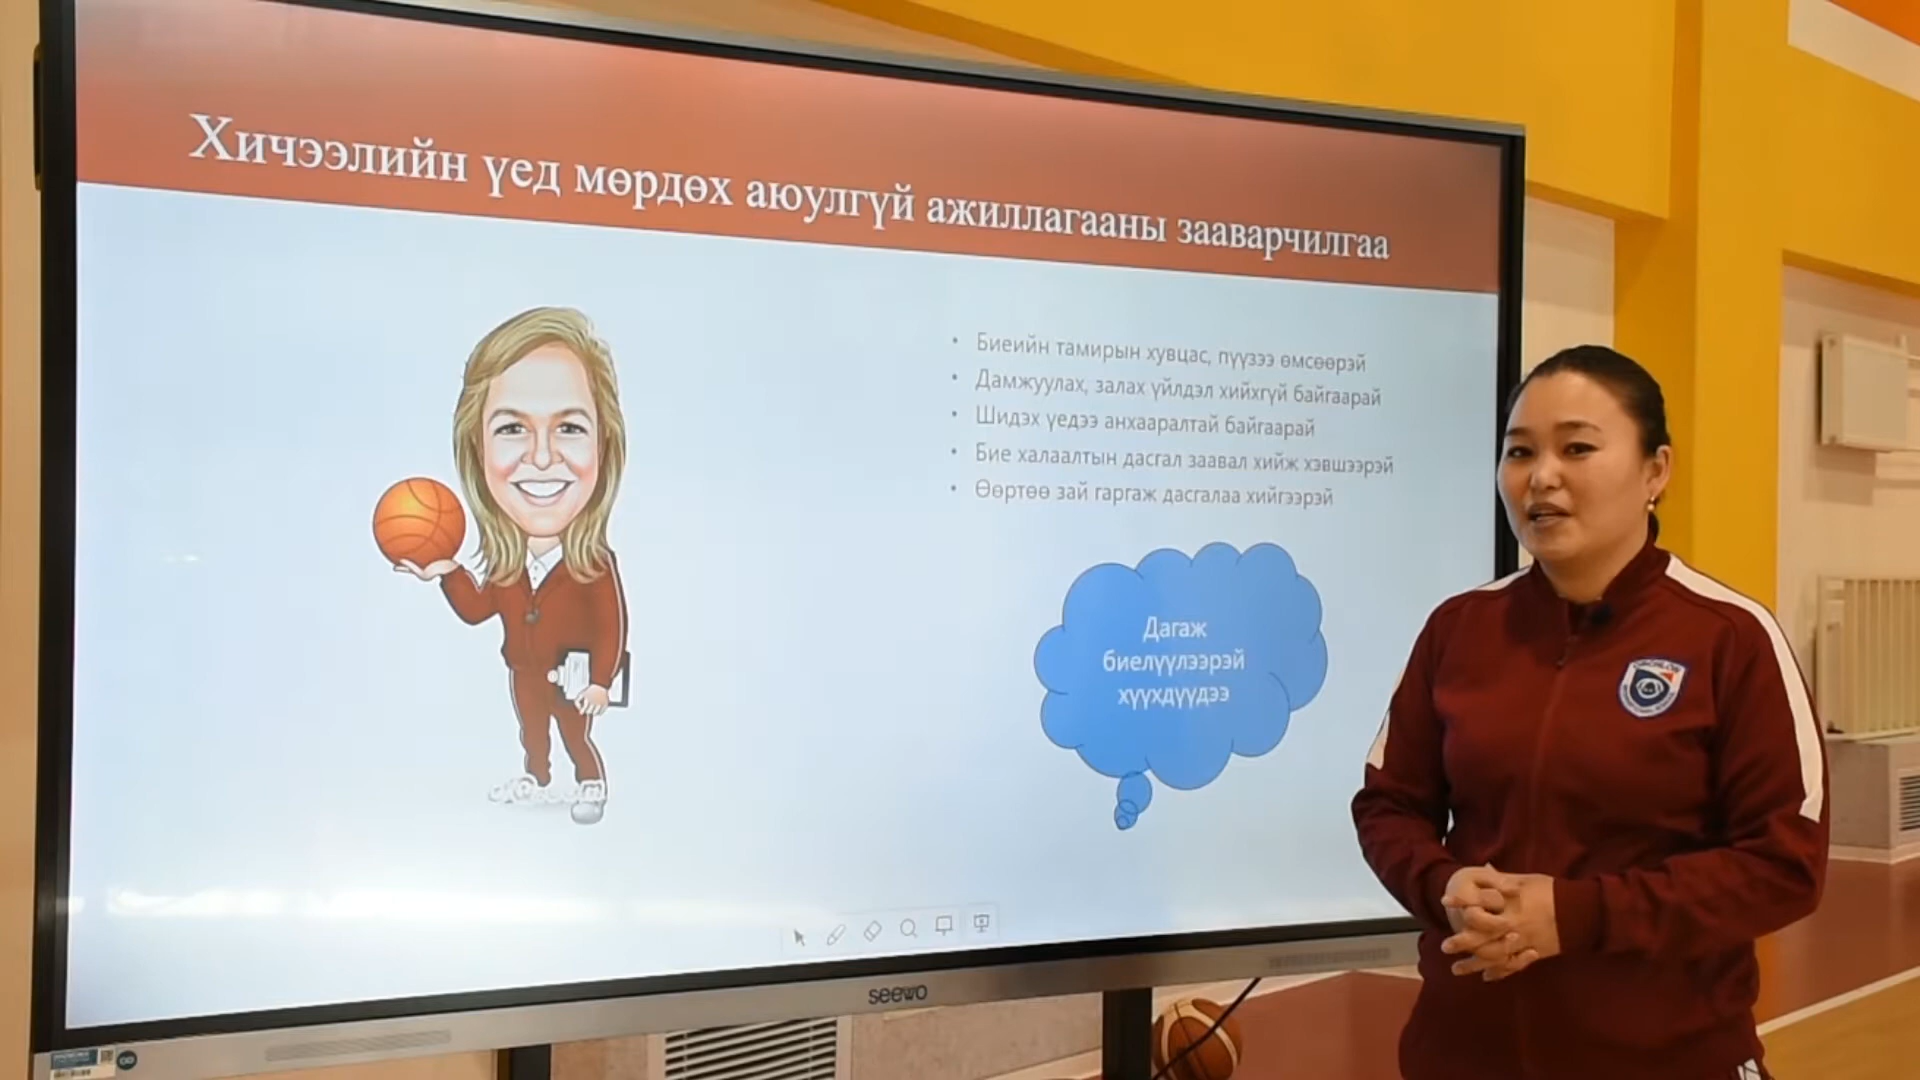 Хичээлийн үед мөрдөх аюулгүй ажиллагааны зааварчилгаа
• Биеийн тамирын хувцас, пүүзээ өмсөөрэй
• Дамжуулах, залах үйлдэл хийхгүй байгаарай
• Шидэх үедээ анхааралтай байгаарай
• Бие халаалтын дасгал заавал хийж хэвшээрэй
• Өөртөө зай гаргаж дасгалаа хийгээрэй
Дагаж
биелүүлээрэй
хүүхдүүдээ
seewo